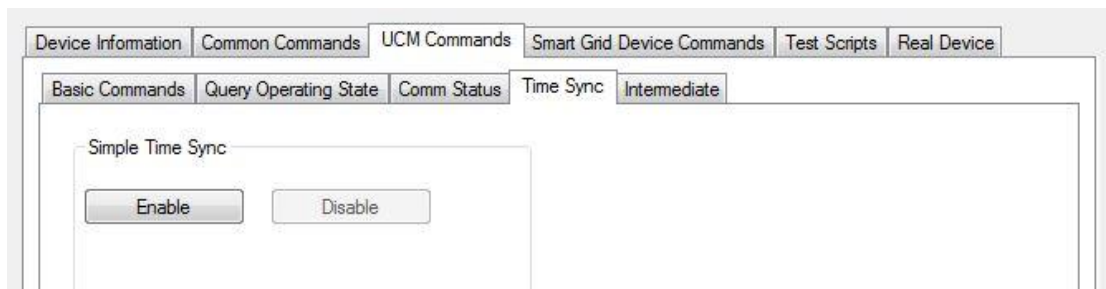 Device Information Common Commands UCM Commands Smart Grid Device Commands Test Scripts Real Device
Basic Commands Query Operating State Comm Status Time Sync Intermediate
Simple Time Sync
Enable Disable